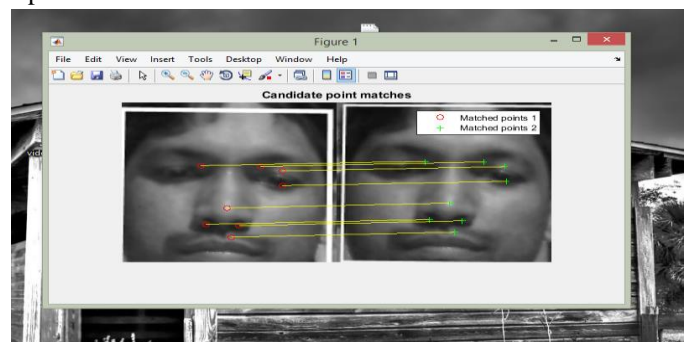 Figure 1
File Edit View Insert Tools Desktop Window Help
Candidate point matches
Matched points 1
Matched points 2